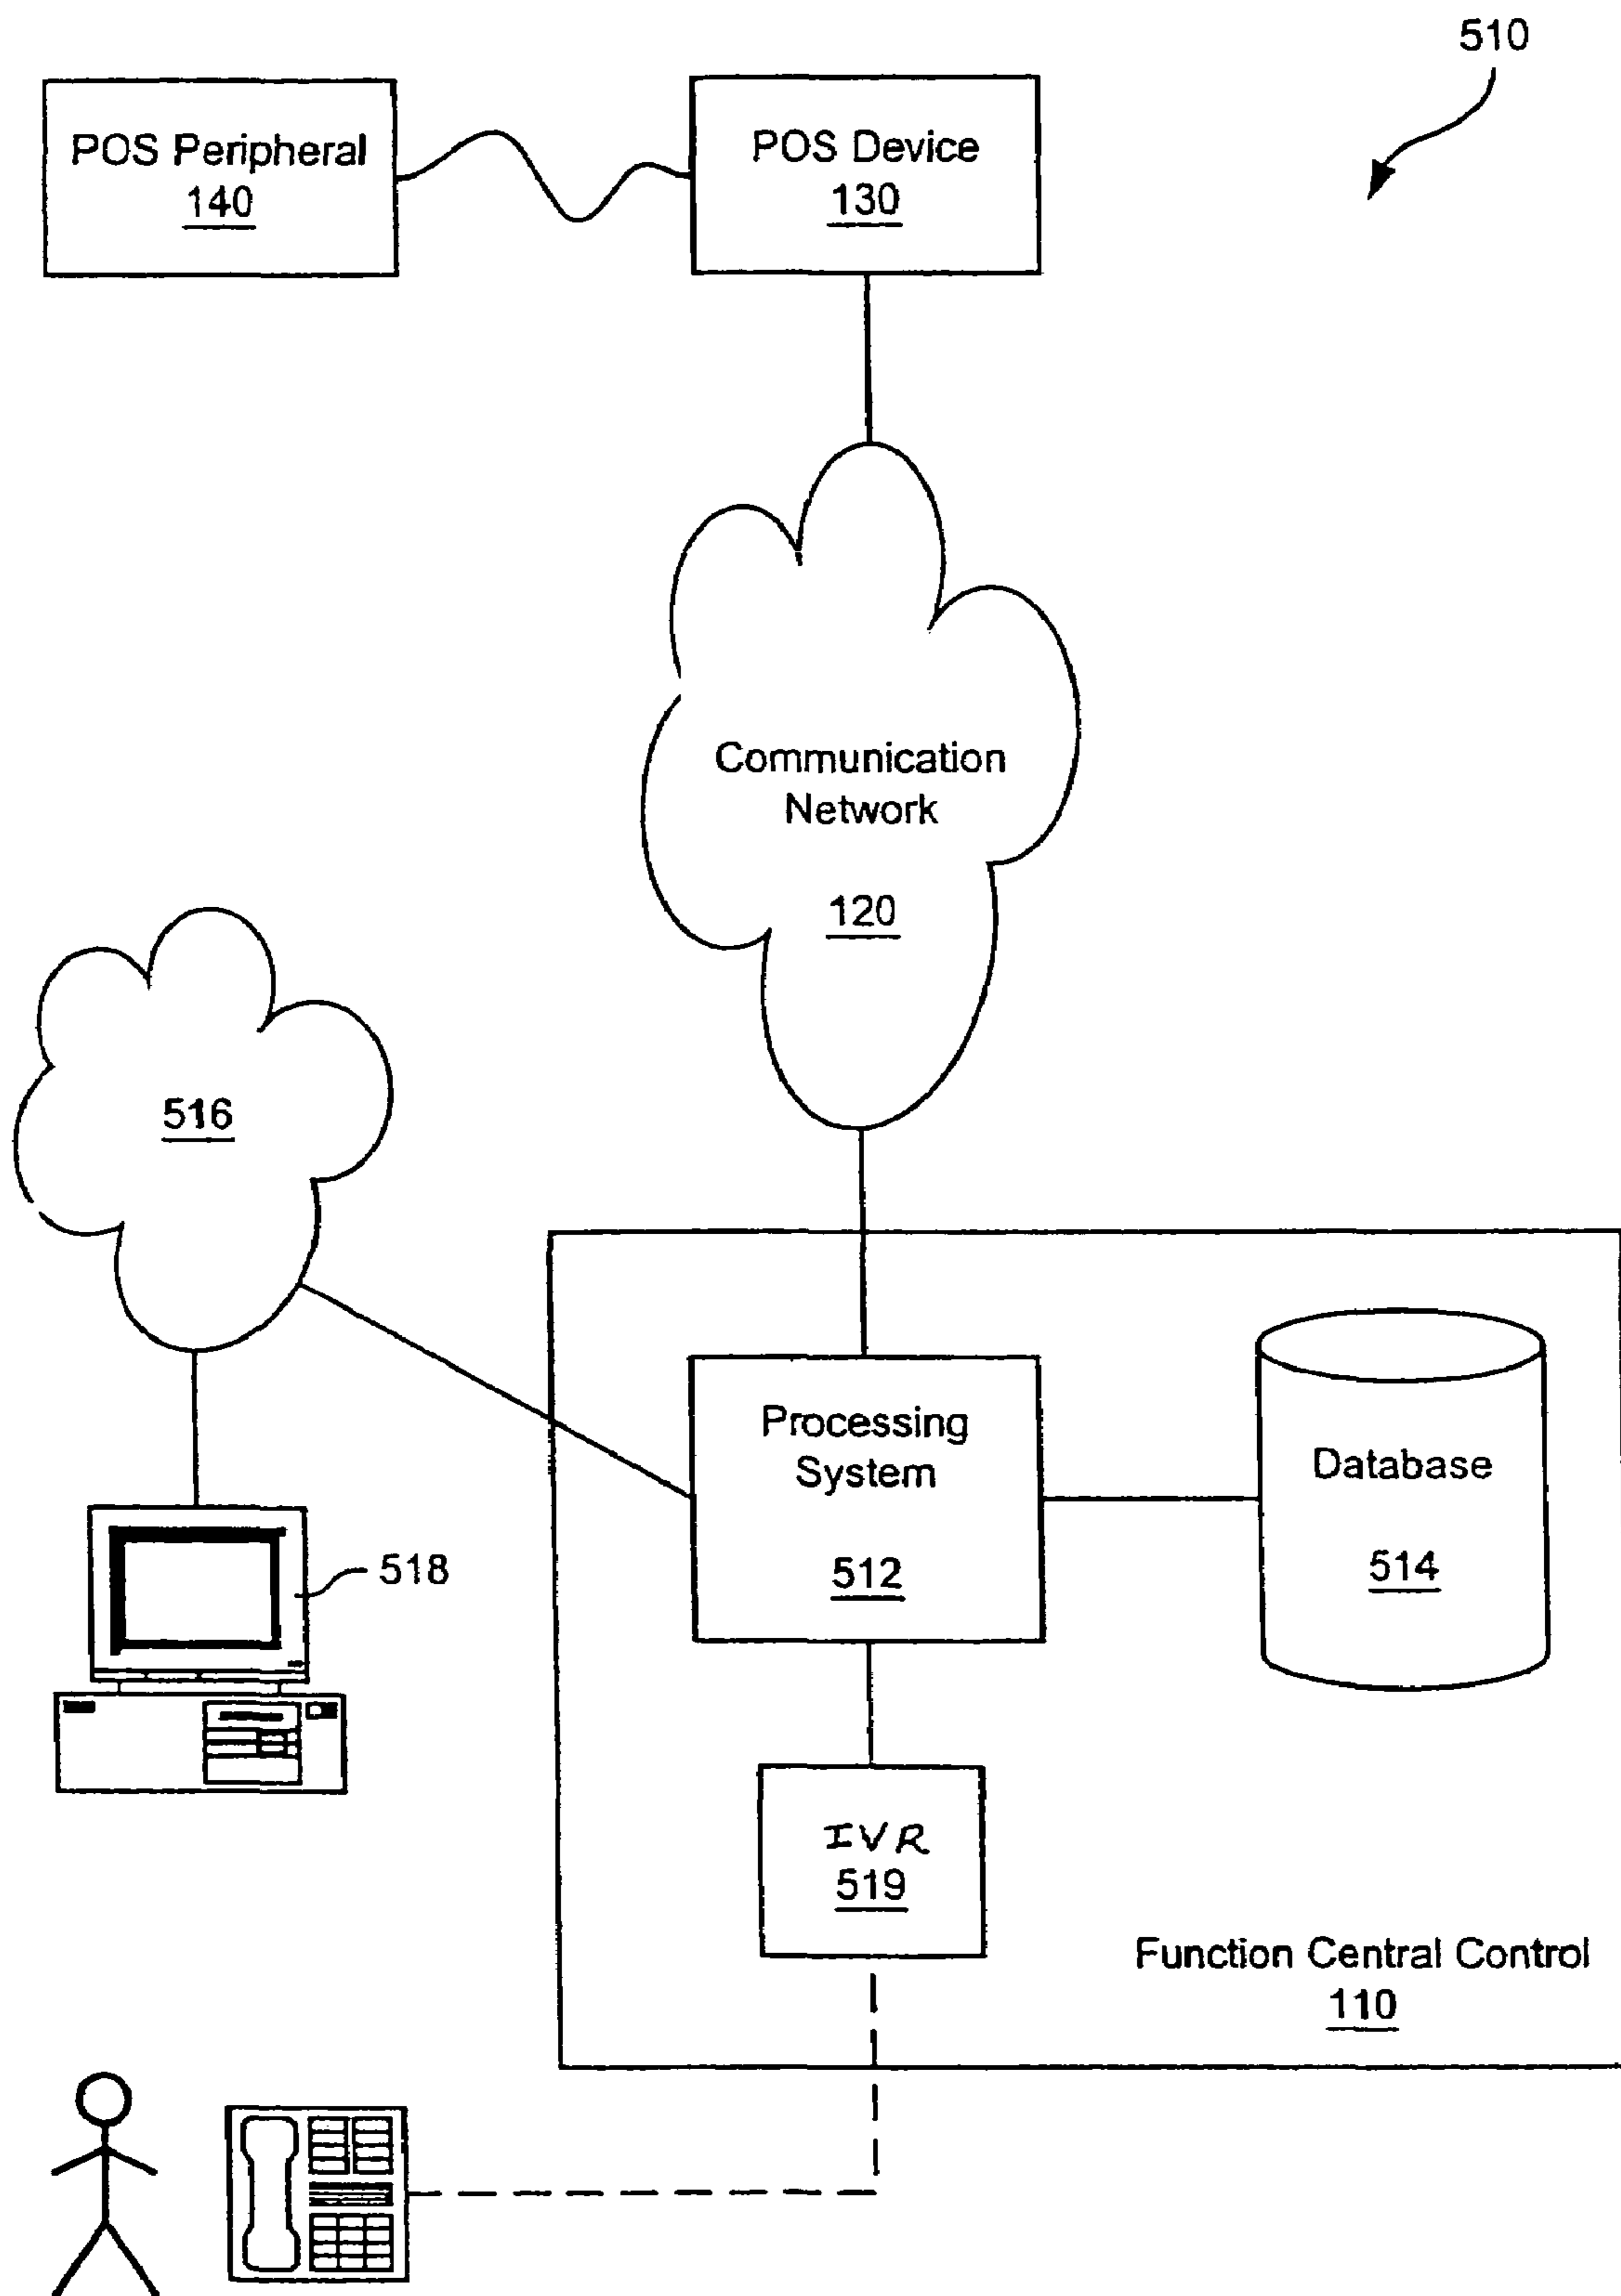 510
POS Peripheral
140
POS Device
130
Communication
Network
120
516
Processing
System
512
Database
514
518
IVR
519
Function Central Control
110